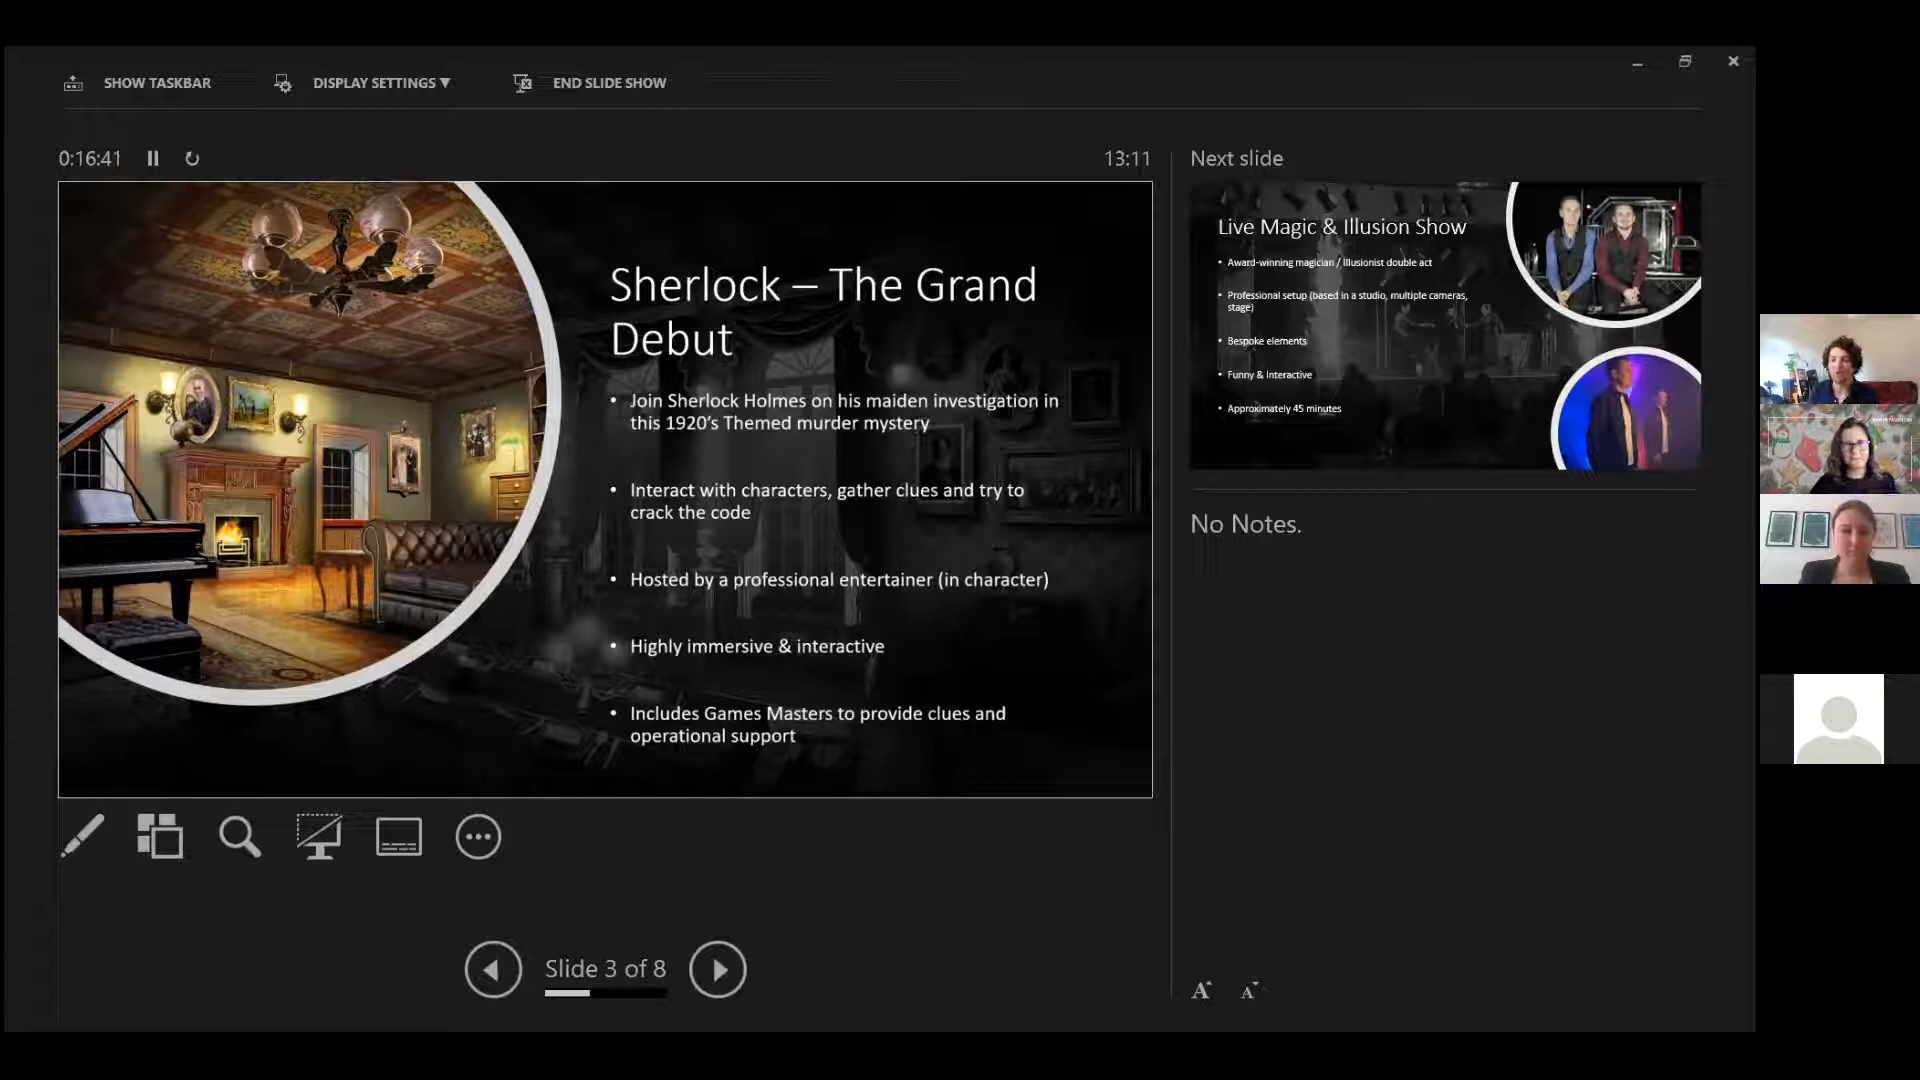 SHOW TASKBAR
DISPLAY SETTINGS ▼
END SLIDE SHOW
0:16:41
13:11
Next slide
Sherlock – The Grand
Debut
• Join Sherlock Holmes on his maiden investigation in
this 1920's Themed murder mystery
• Interact with characters, gather clues and try to
crack the code
• Hosted by a professional entertainer (in character)
• Highly immersive & interactive
• Includes Games Masters to provide clues and
operational support
Live Magic & Illusion Show
• Award-winning magician / Illusionist double act
• Professional setup (based in a studio, multiple cameras,
stage)
• Bespoke elements
• Funny & Interactive
• Approximately 45 minutes
No Notes.
Slide 3 of 8
A A